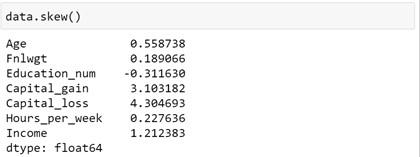 data.skew()
Age 0.558738
Fnlwgt 0.189066
Education_num -0.311630
Capital_gain 3.103182
Capital_loss 4.304693
Hours_per_week 0.227636
Income 1.212383
dtype: float64